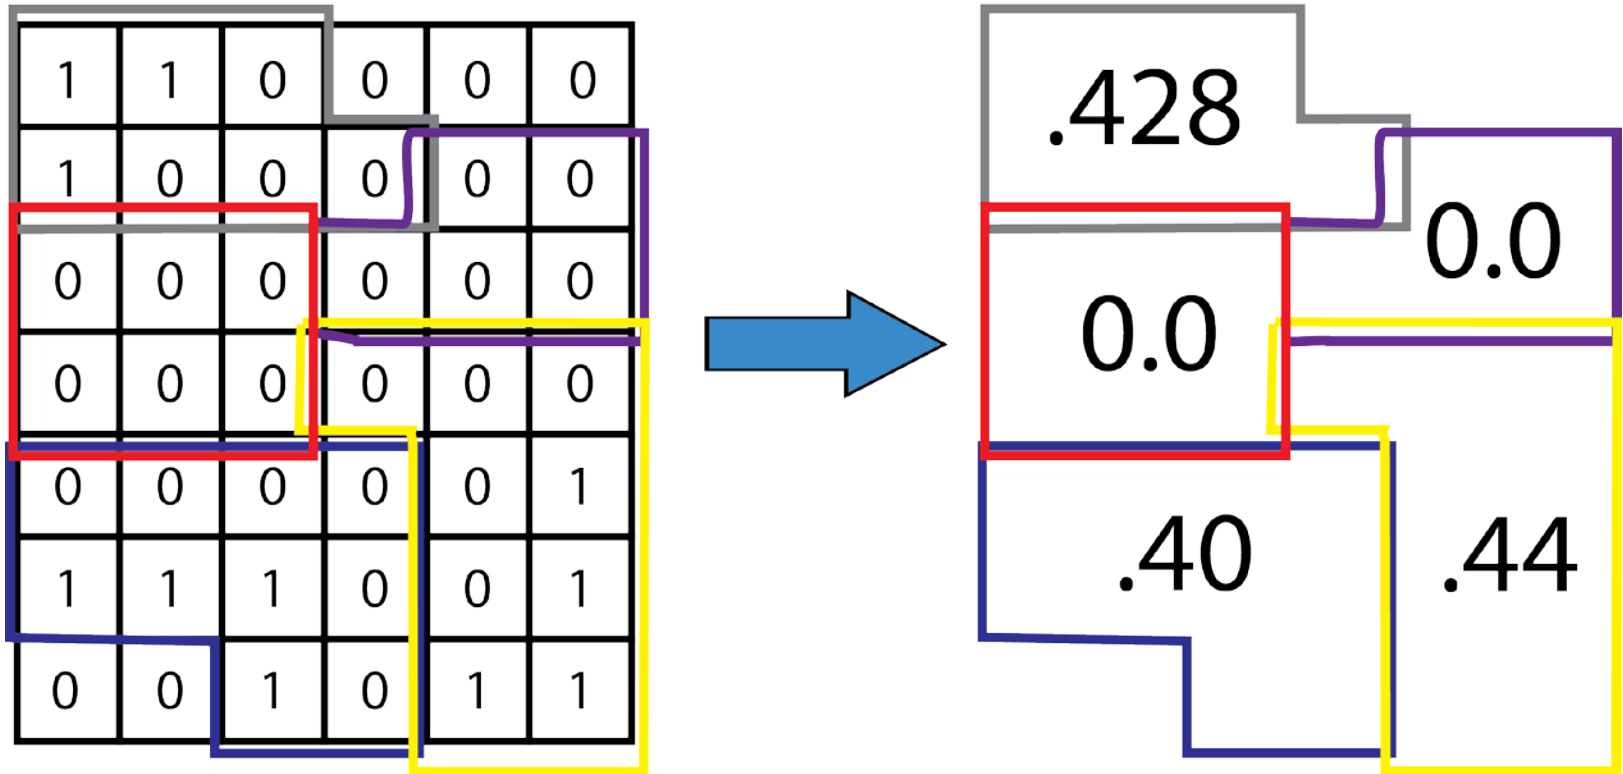 1 1 0 0 0 0
1 0 0 0 0 0
0 0 0 0 0 0
0 0 0 0 0 0
0 0 0 0 0 1
1 1 1 0 0 1
0 0 1 0 1 1
.428
0.0
0.0
.40
.44